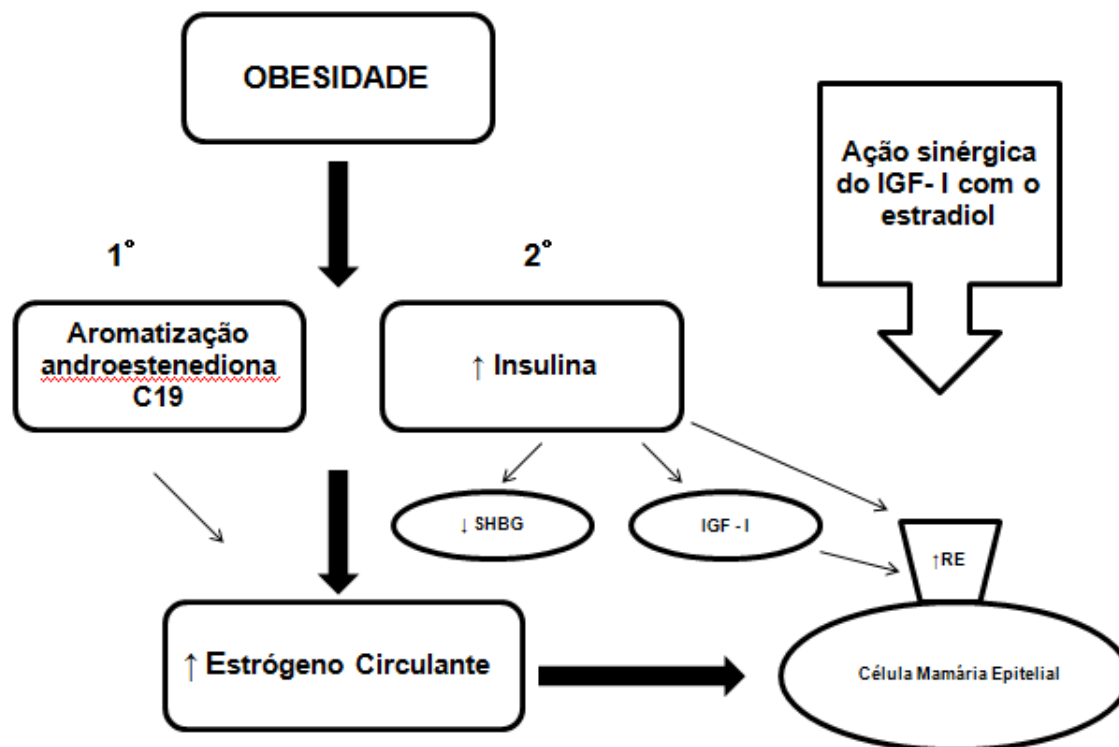 OBESIDADE
Ação sinérgica
do IGF- I com o
estradiol
1°
2°
Aromatização
androestenediona
C19
↑ Insulina
↓ SHBG
IGF - I
↑RE
↑ Estrógeno Circulante
Célula Mamária Epitelial